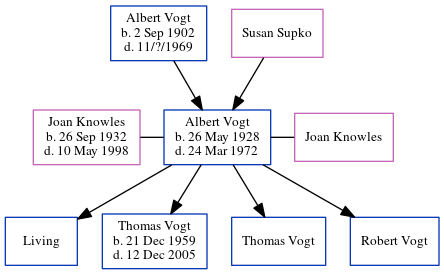 Albert Vogt
b. 2 Sep 1902
d. 11/?/1969
Susan Supko
Joan Knowles
b. 26 Sep 1932
d. 10 May 1998
Albert Vogt
b. 26 May 1928
d. 24 Mar 1972
Joan Knowles
Living
Thomas Vogt
b. 21 Dec 1959
d. 12 Dec 2005
Thomas Vogt
Robert Vogt